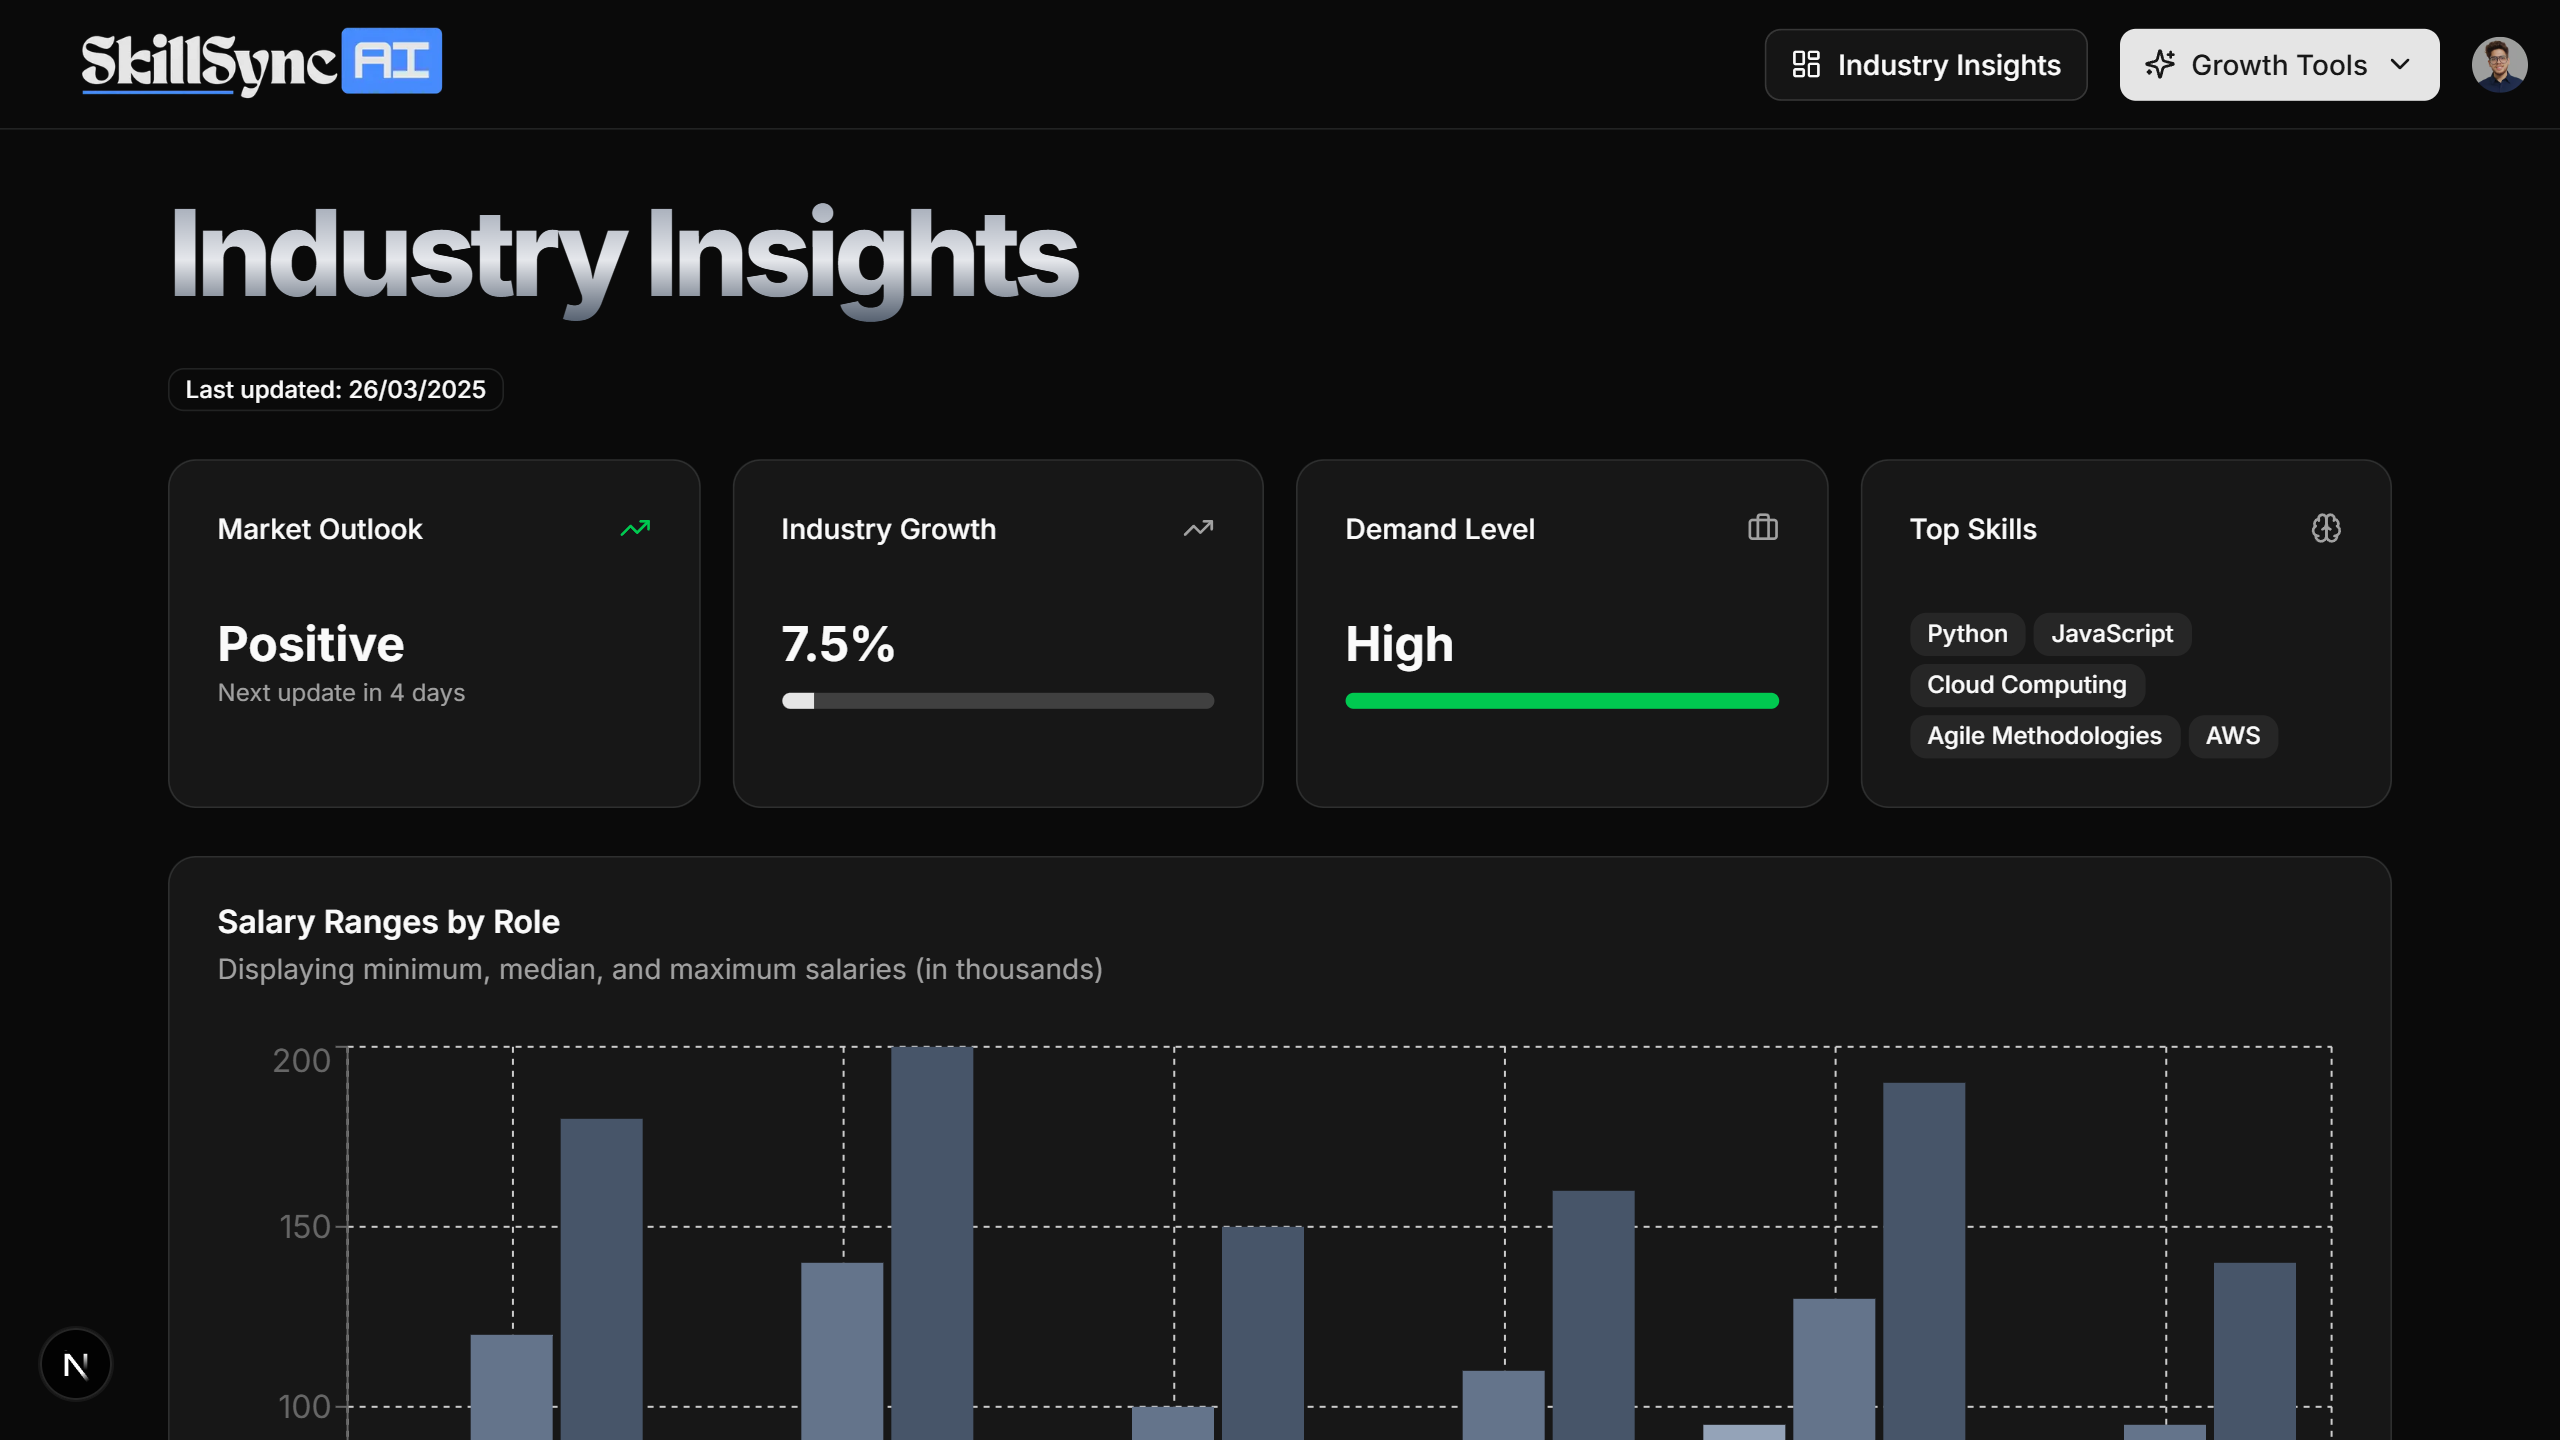 SkillSync AI
Industry Insights
Growth Tools
Industry Insights
Last updated: 26/03/2025
Market Outlook
Positive
Next update in 4 days
Industry Growth
7.5%
Demand Level
High
Top Skills
Python JavaScript
Cloud Computing
Agile Methodologies AWS
Salary Ranges by Role
Displaying minimum, median, and maximum salaries (in thousands)
200
150
100
N